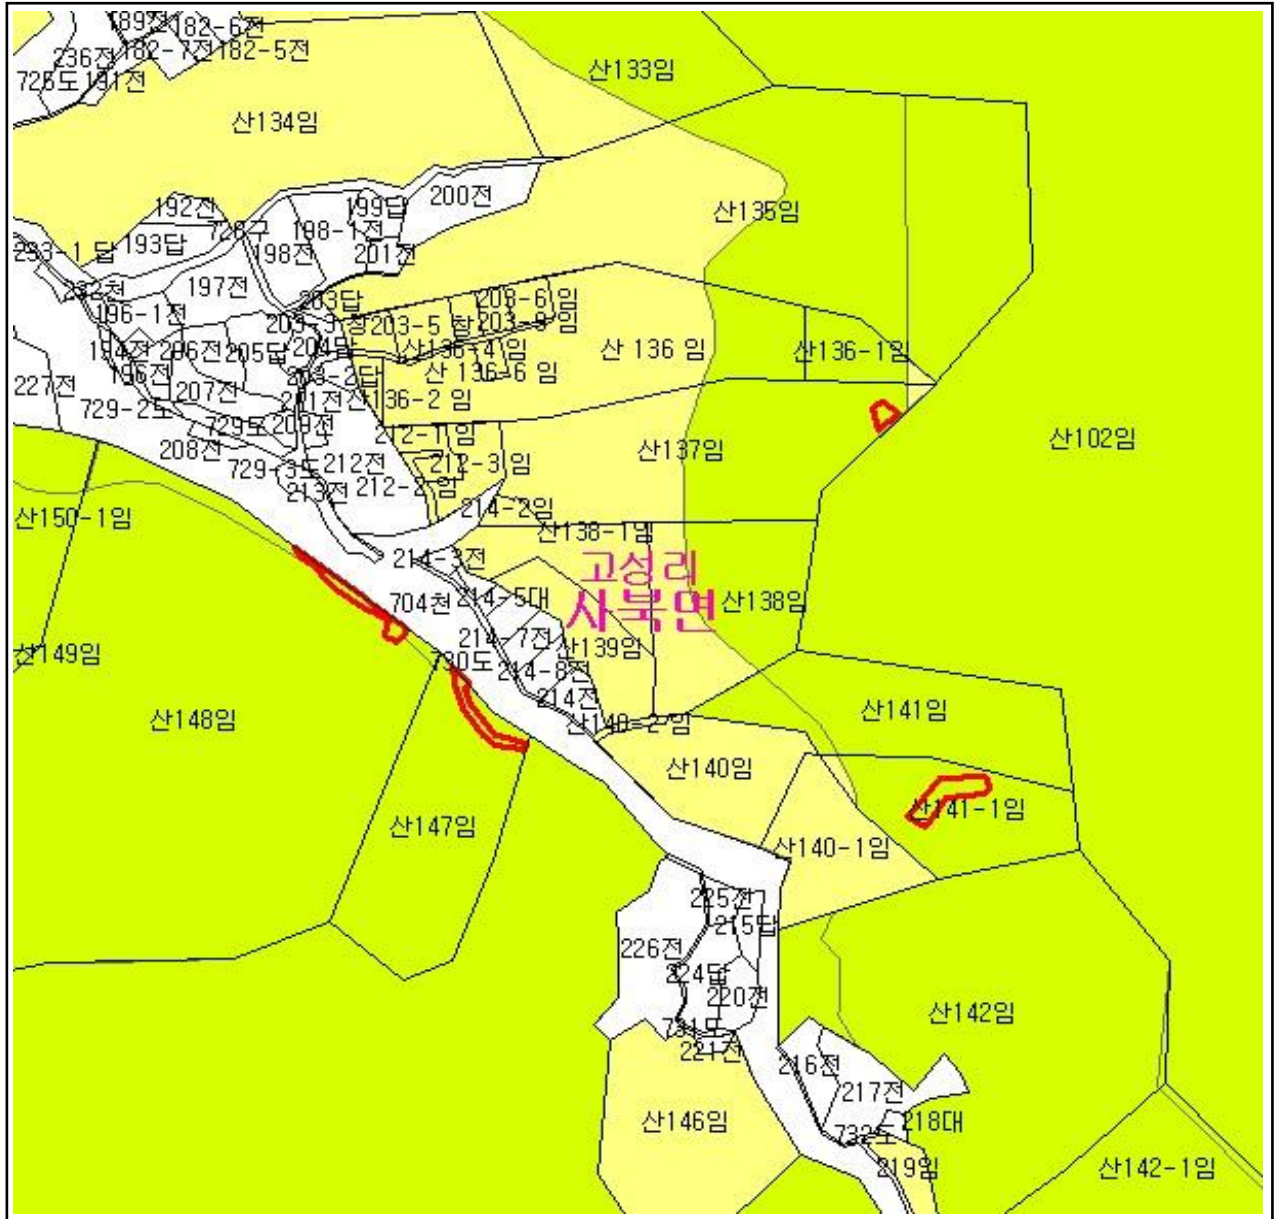 189전
182-6전
236전
182-7전
182-5전
725도
191전
산133임
산134임
200전
192전
199답
산135임
726구
198-1전
193답
198전
201전
233-1 답
232천
197전
203답
203-6 임
196-1전
203-5 창
산 136 임
산136-1임
204답
산136-4 임
194전
206전
205답
산 136-6 임
196전
203-2답
227전
207전
산136-2 임
729-2도
729도
209전
212-1 임
208전
산137임
산102임
212전
212-3 임
729-3도
213전
212-2 임
214-2임
산150-1임
산138-1임
214-3전
고성리
사북면
214-5대
704천
산138임
214-7전
산139임
산149임
730도
214-8전
214전
산148임
산140-2 임
산141임
산140임
산141-1임
산147임
산140-1임
225전
215답
226전
224답
220전
산142임
731도
221전
216전
217전
산146임
218대
732도
219임
산142-1임